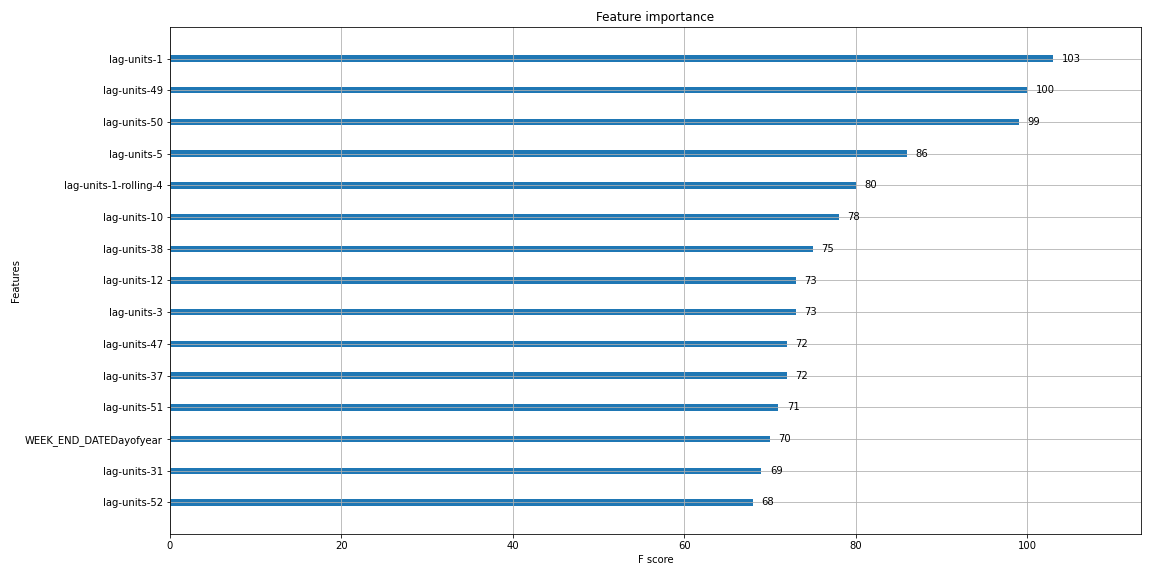 Feature importance
lag-units-1 103
lag-units-49 100
lag-units-50 99
lag-units-5 86
lag-units-1-rolling-4 80
lag-units-10 78
lag-units-38 75
lag-units-12 73
lag-units-3 73
lag-units-47 72
lag-units-37 72
lag-units-51 71
WEEK_END_DATEDayofyear 70
lag-units-31 69
lag-units-52 68
Features
0 20 40 60 80 100
F score